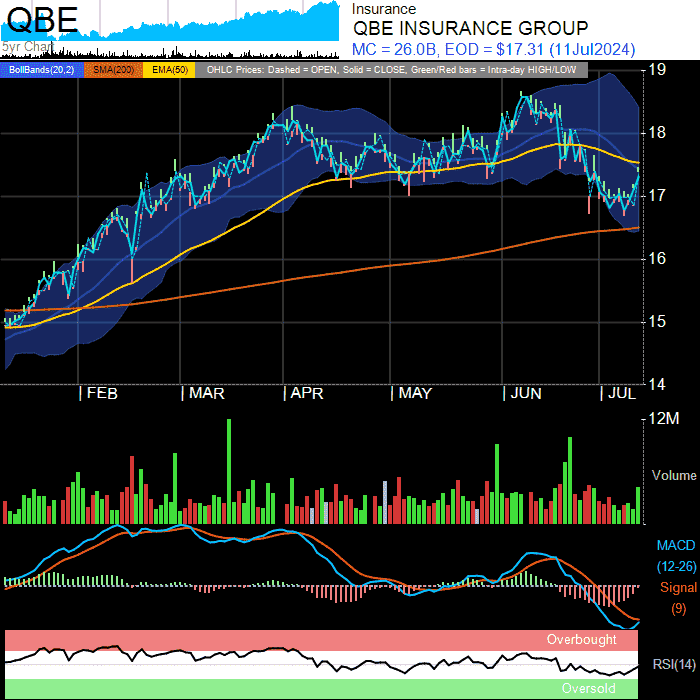 QBE
5yr Chart
Insurance
QBE INSURANCE GROUP
MC = 26.0B, EOD = $17.31 (11Jul2024)
BollBands(20,2) SMA(200) EMA(50) OHLC Prices: Dashed = OPEN, Solid = CLOSE, Green/Red bars = Intra-day HIGH/LOW
19
18
17
16
15
14
| FEB | MAR | APR | MAY | JUN | JUL
12M
Volume
MACD
(12-26)
Signal
(9)
Overbought
RSI(14)
Oversold